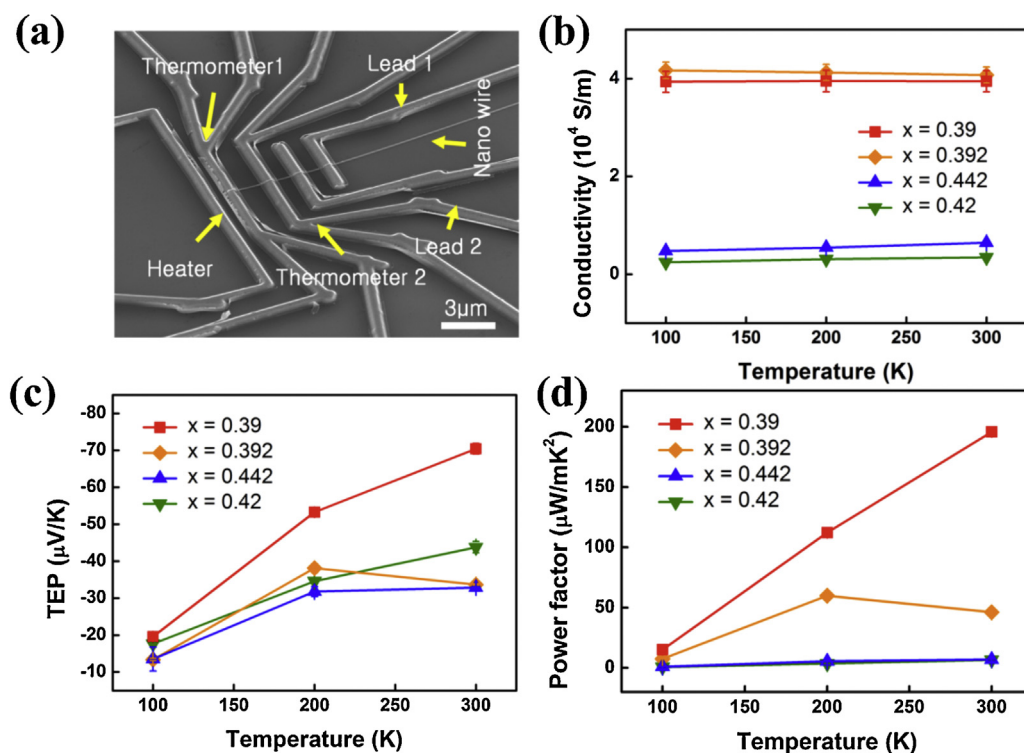 (a)
Thermometer1
Lead 1
Nano wire
Heater
Thermometer 2
Lead 2
3μm
(b)
Conductivity (10⁴ S/m)
4
2
0
x = 0.39
x = 0.392
x = 0.442
x = 0.42
100 150 200 250 300
Temperature (K)
(c)
TEP (μV/K)
-80
-70
-60
-50
-40
-30
-20
-10
x = 0.39
x = 0.392
x = 0.442
x = 0.42
100 150 200 250 300
Temperature (K)
(d)
Power factor (μW/mK²)
200
150
100
50
0
x = 0.39
x = 0.392
x = 0.442
x = 0.42
100 150 200 250 300
Temperature (K)